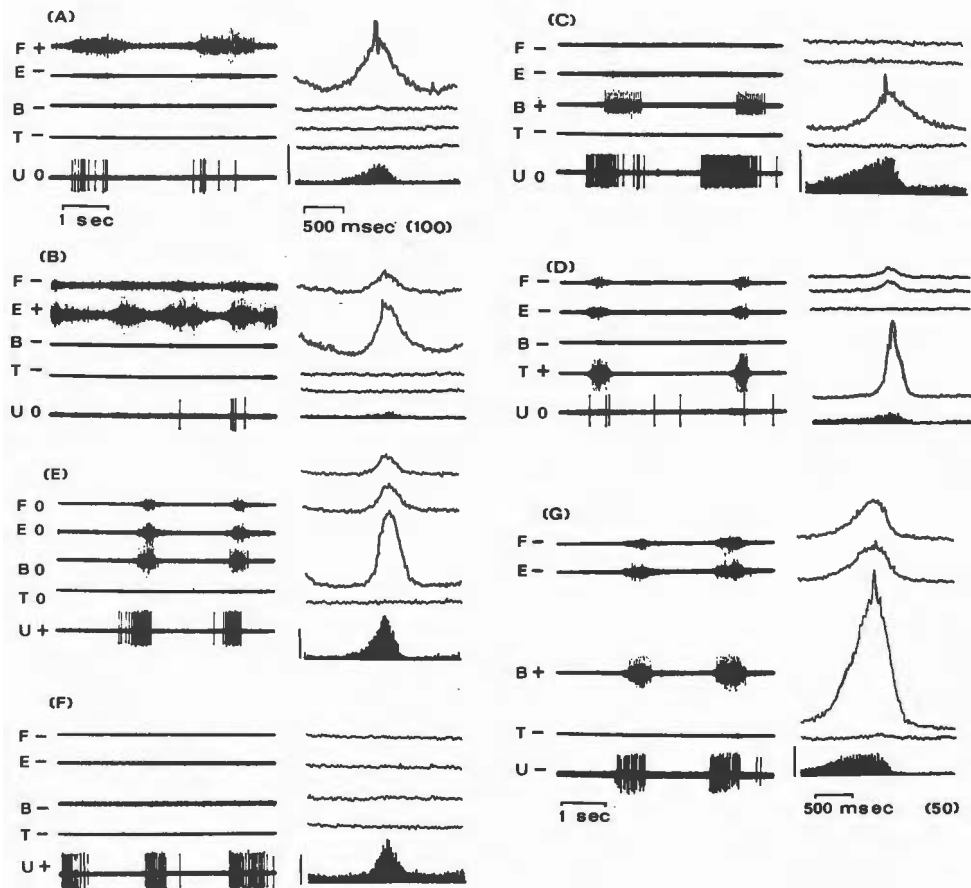 (A)
F +
E −
B −
T −
U 0
1 sec
500 msec (100)
(B)
F −
E +
B −
T −
U 0
(E)
F 0
E 0
B 0
T 0
U +
(F)
F −
E −
B −
T −
U +
(C)
F −
E −
B +
T −
U 0
(D)
F −
E −
B −
T +
U 0
(G)
F −
E −
B +
T −
U −
1 sec
500 msec (50)